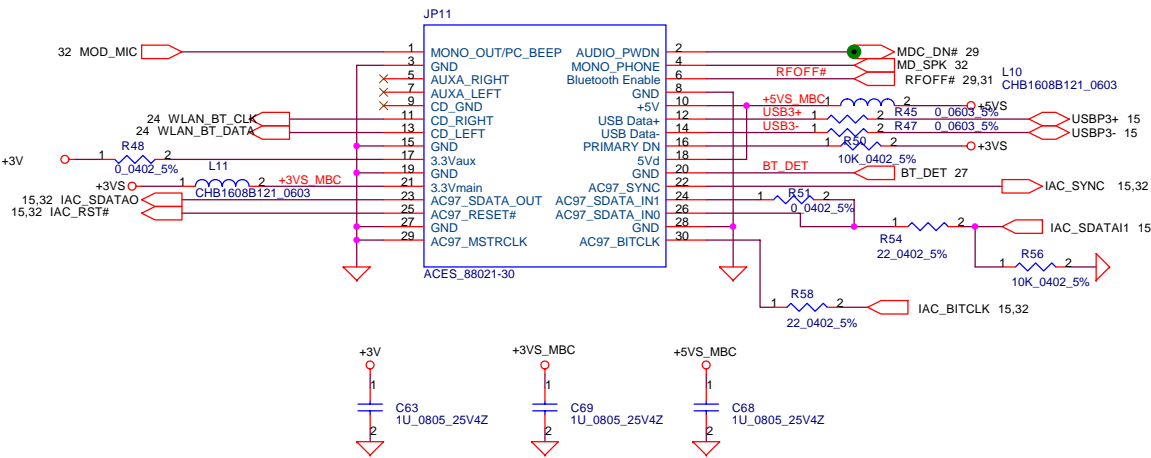 JP11
32 MOD_MIC 1 MONO_OUT/PC_BEEP AUDIO_PWDN 2 MDC_DN# 29
3 GND MONO_PHONE 4 MD_SPK 32
5 AUXA_RIGHT Bluetooth Enable 6 RFOFF# RFOFF# 29,31
L10
CHB1608B121_0603
7 AUXA_LEFT GND 8
9 CD_GND +5V 10 +5VS_MBC 1 2 +5VS
24 WLAN_BT_CLK 11 CD_RIGHT USB Data+ 12 USB3+ 1 2 R45 0_0603_5% USBP3+ 15
24 WLAN_BT_DATA 13 CD_LEFT USB Data- 14 USB3- 1 2 R47 0_0603_5% USBP3- 15
15 GND PRIMARY DN 16 1 R50 2 +3VS
10K_0402_5%
+3V 1 R48 2 17 3.3Vaux 5Vd 18
0_0402_5%
19 GND GND 20 BT_DET BT_DET 27
+3VS 1 L11 2 +3VS_MBC 21 3.3Vmain AC97_SYNC 22 IAC_SYNC 15,32
CHB1608B121_0603
15,32 IAC_SDATAO 23 AC97_SDATA_OUT AC97_SDATA_IN1 24 1 R51 2
0_0402_5%
15,32 IAC_RST# 25 AC97_RESET# AC97_SDATA_IN0 26
27 GND GND 28 1 R54 2 IAC_SDATAI1 15
22_0402_5%
29 AC97_MSTRCLK AC97_BITCLK 30
1 R56 2
10K_0402_5%
ACES_88021-30
1 R58 2 IAC_BITCLK 15,32
22_0402_5%
+3V +3VS_MBC +5VS_MBC
1 1 1
C63 C69 C68
1U_0805_25V4Z 1U_0805_25V4Z 1U_0805_25V4Z
2 2 2